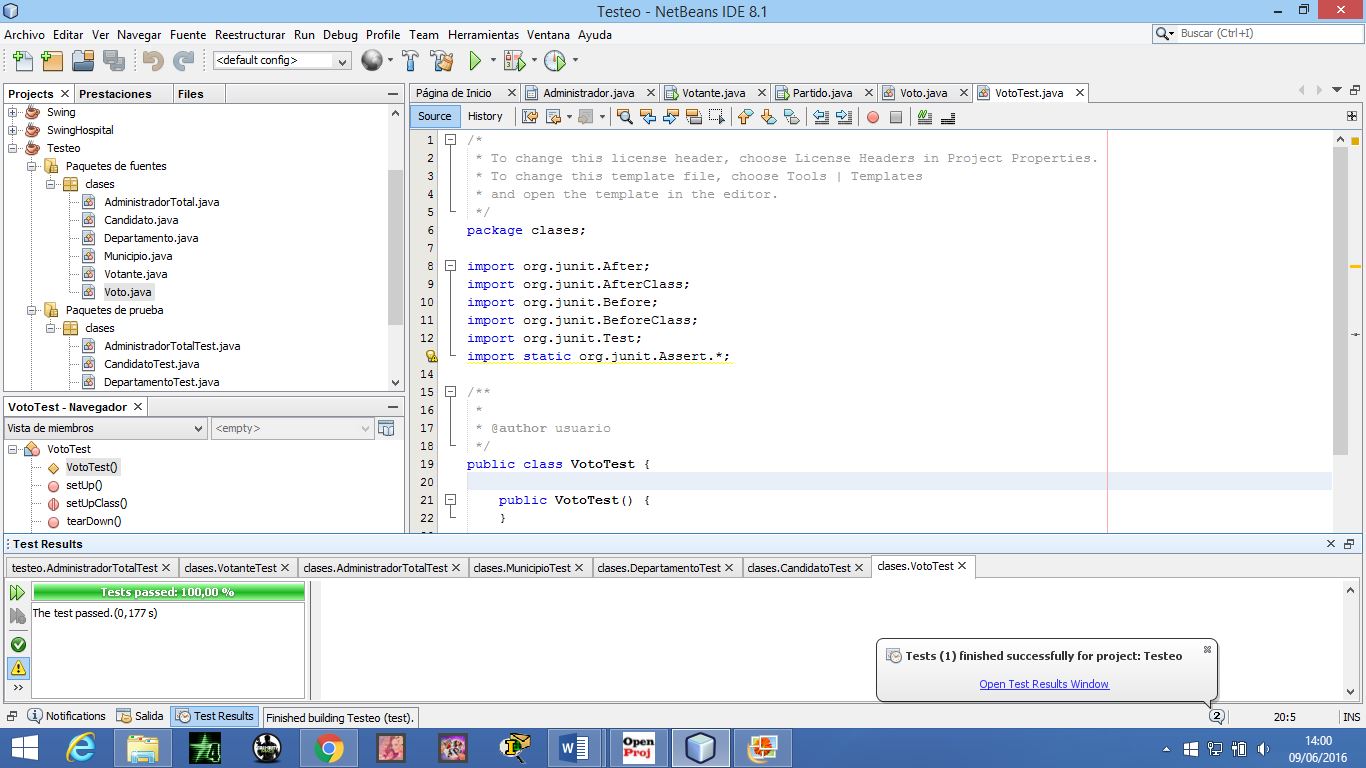 Testeo - NetBeans IDE 8.1
Archivo Editar Ver Navegar Fuente Reestructurar Run Debug Profile Team Herramientas Ventana Ayuda
Buscar (Ctrl+I)
<default config>
Projects Prestaciones Files
Swing
SwingHospital
Testeo
Paquetes de fuentes
clases
AdministradorTotal.java
Candidato.java
Departamento.java
Municipio.java
Votante.java
Voto.java
Paquetes de prueba
clases
AdministradorTotalTest.java
CandidatoTest.java
DepartamentoTest.java
VotoTest - Navegador
Vista de miembros <empty>
VotoTest
VotoTest()
setUp()
setUpClass()
tearDown()
Página de Inicio Administrador.java Votante.java Partido.java Voto.java VotoTest.java
Source History
1 /*
2 * To change this license header, choose License Headers in Project Properties.
3 * To change this template file, choose Tools | Templates
4 * and open the template in the editor.
5 */
6 package clases;
7
8 import org.junit.After;
9 import org.junit.AfterClass;
10 import org.junit.Before;
11 import org.junit.BeforeClass;
12 import org.junit.Test;
import static org.junit.Assert.*;
14
15 /**
16 *
17 * @author usuario
18 */
19 public class VotoTest {
20
21 public VotoTest() {
22 }
Test Results
testeo.AdministradorTotalTest clases.VotanteTest clases.AdministradorTotalTest clases.MunicipioTest clases.DepartamentoTest clases.CandidatoTest clases.VotoTest
Tests passed: 100,00 %
The test passed.(0,177 s)
Tests (1) finished successfully for project: Testeo
Open Test Results Window
Notifications Salida Test Results Finished building Testeo (test). 2 20:5 INS
Open
Proj
14:00
09/06/2016